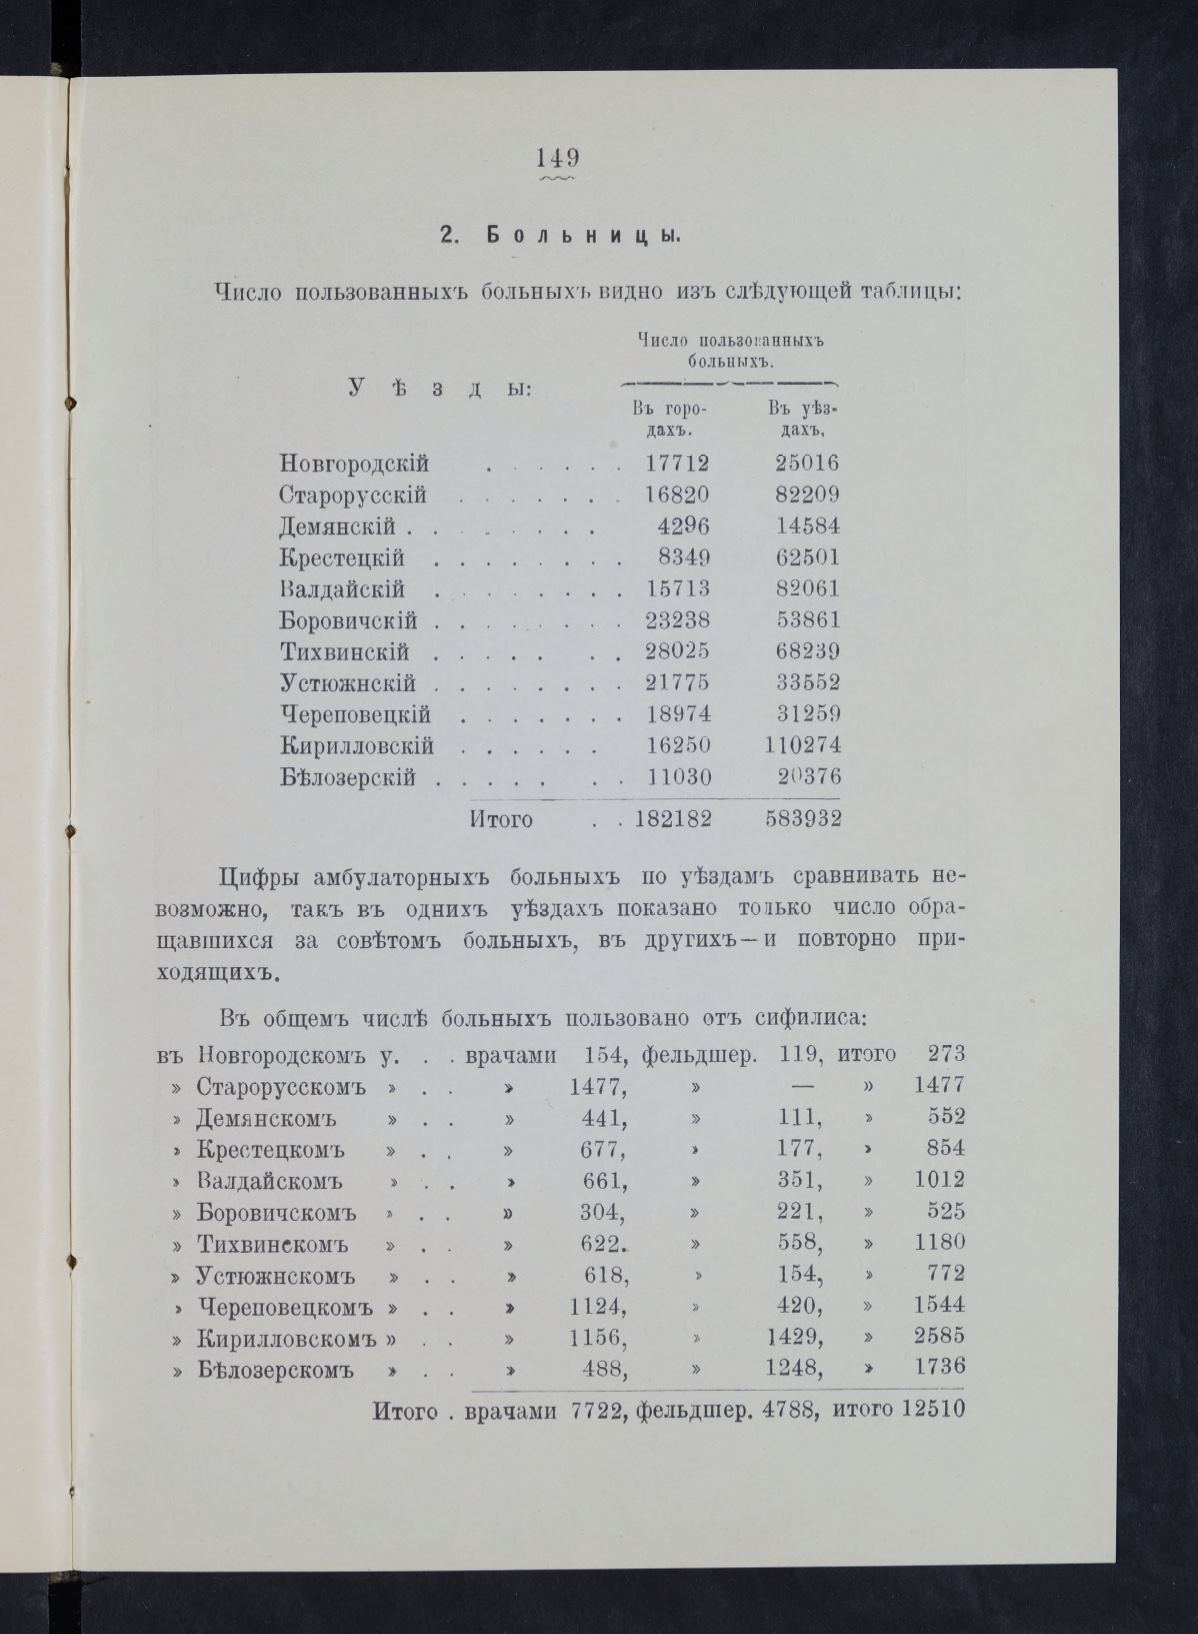 149
2. Больницы.
Число пользованныхъ больныхъ видно изъ слѣдующей таблицы:
Число пользованныхъ
больныхъ.
Уѣзды:
Въ горо- Въ уѣз-
дахъ. дахъ,
Новгородскій . . . . . . 17712 25016
Старорусскій . . . . . . . 16820 82209
Демянскій . . . . . . . . 4296 14584
Крестецкій . . . . . . . . 8349 62501
Валдайскій . . . . . . . . 15713 82061
Боровичскій . . . . . . . . 23238 53861
Тихвинскій . . . . . . . 28025 68239
Устюжнскій . . . . . . . . 21775 33552
Череповецкій . . . . . . . 18974 31259
Кирилловскій . . . . . . 16250 110274
Бѣлозерскій . . . . . . . 11030 20376
Итого . . 182182 583932
Цифры амбулаторныхъ больныхъ по уѣздамъ сравнивать не-
возможно, такъ въ однихъ уѣздахъ показано только число обра-
щавшихся за совѣтомъ больныхъ, въ другихъ—и повторно при-
ходящихъ.
Въ общемъ числѣ больныхъ пользовано отъ сифилиса:
въ Новгородскомъ у. . . врачами 154, фельдшер. 119, итого 273
» Старорусскомъ » . . » 1477, » — » 1477
» Демянскомъ » . . » 441, » 111, » 552
» Крестецкомъ » . . » 677, » 177, » 854
» Валдайскомъ » . . » 661, » 351, » 1012
» Боровичскомъ » . . » 304, » 221, » 525
» Тихвинскомъ » . . » 622. » 558, » 1180
» Устюжнскомъ » . . » 618, » 154, » 772
» Череповецкомъ » . . » 1124, » 420, » 1544
» Кирилловскомъ » . . » 1156, » 1429, » 2585
» Бѣлозерскомъ » . . » 488, » 1248, » 1736
Итого . врачами 7722, фельдшер. 4788, итого 12510